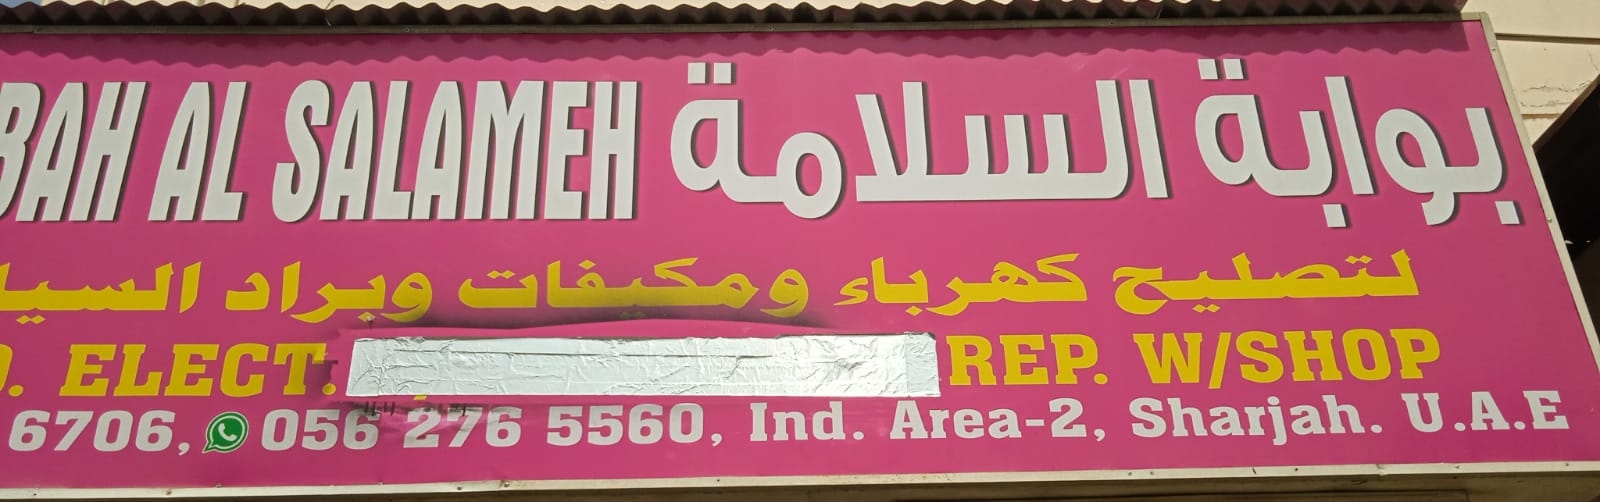 BAH AL SALAMEH بوابة السلامة
لتصليح كهرباء ومكيفات وبراد السيا
O. ELECT. REP. W/SHOP
6706, 056 276 5560, Ind. Area-2, Sharjah. U.A.E